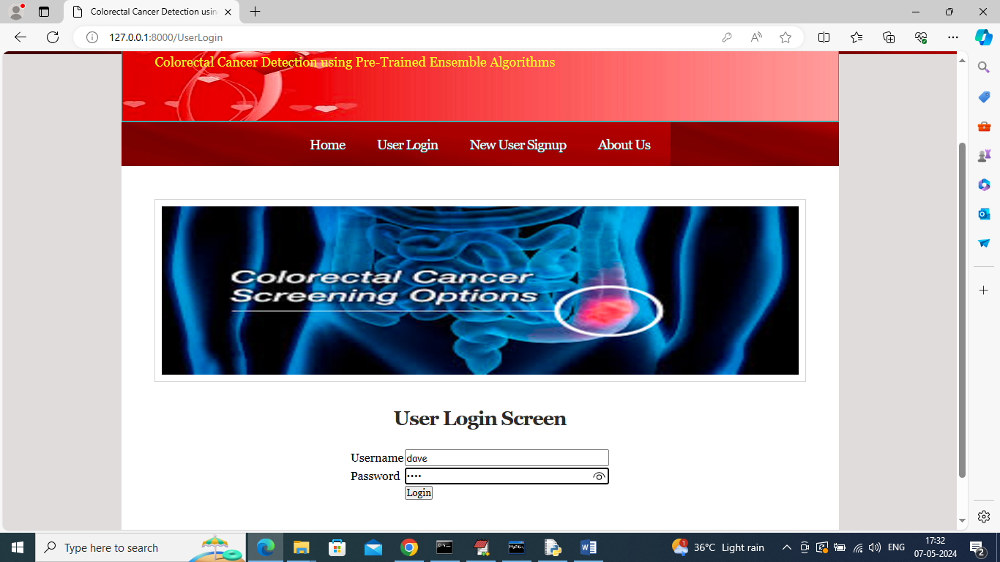 Colorectal Cancer Detection usin
127.0.0.1:8000/UserLogin
Colorectal Cancer Detection using Pre-Trained Ensemble Algorithms
Home User Login New User Signup About Us
Colorectal Cancer
Screening Options
User Login Screen
Username dave
Password ••••
Login
Type here to search
1
36°C Light rain
ENG
17:32
07-05-2024
2